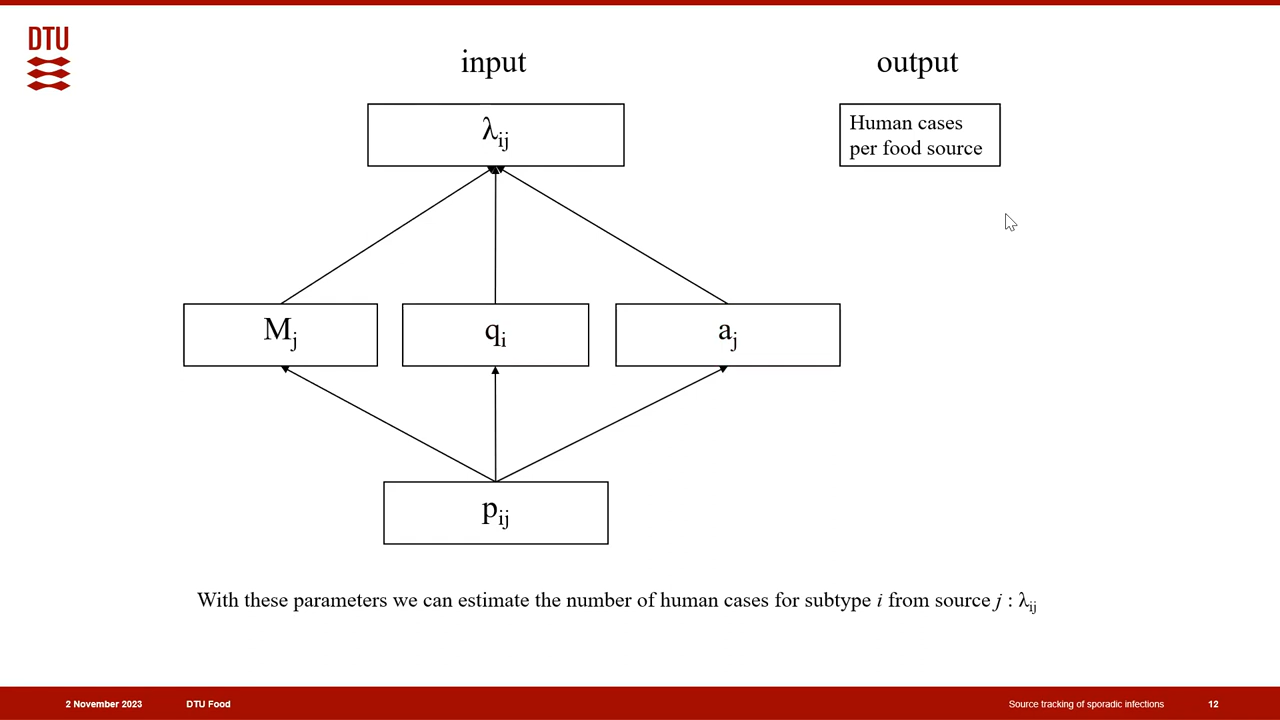 DTU
input
output
λij
Human cases
per food source
Mj
qi
aj
pij
With these parameters we can estimate the number of human cases for subtype i from source j : λij
2 November 2023
DTU Food
Source tracking of sporadic infections
12